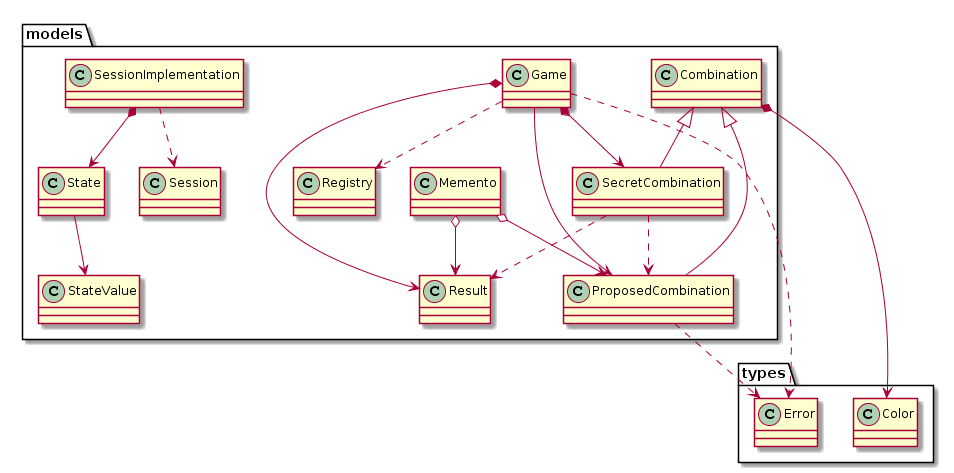 models
C SessionImplementation
C Game
C Combination
C State
C Session
C Registry
C Memento
C SecretCombination
C StateValue
C Result
C ProposedCombination
types
C Error
C Color